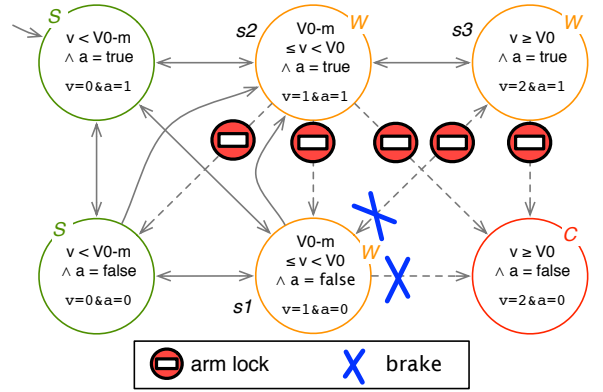 S
v < V0-m
∧ a = true
v=0&a=1
s2
W
V0-m
≤ v < V0
∧ a = true
v=1&a=1
s3
W
v ≥ V0
∧ a = true
v=2&a=1
S
v < V0-m
∧ a = false
v=0&a=0
s1
W
V0-m
≤ v < V0
∧ a = false
v=1&a=0
C
v ≥ V0
∧ a = false
v=2&a=0
arm lock
brake